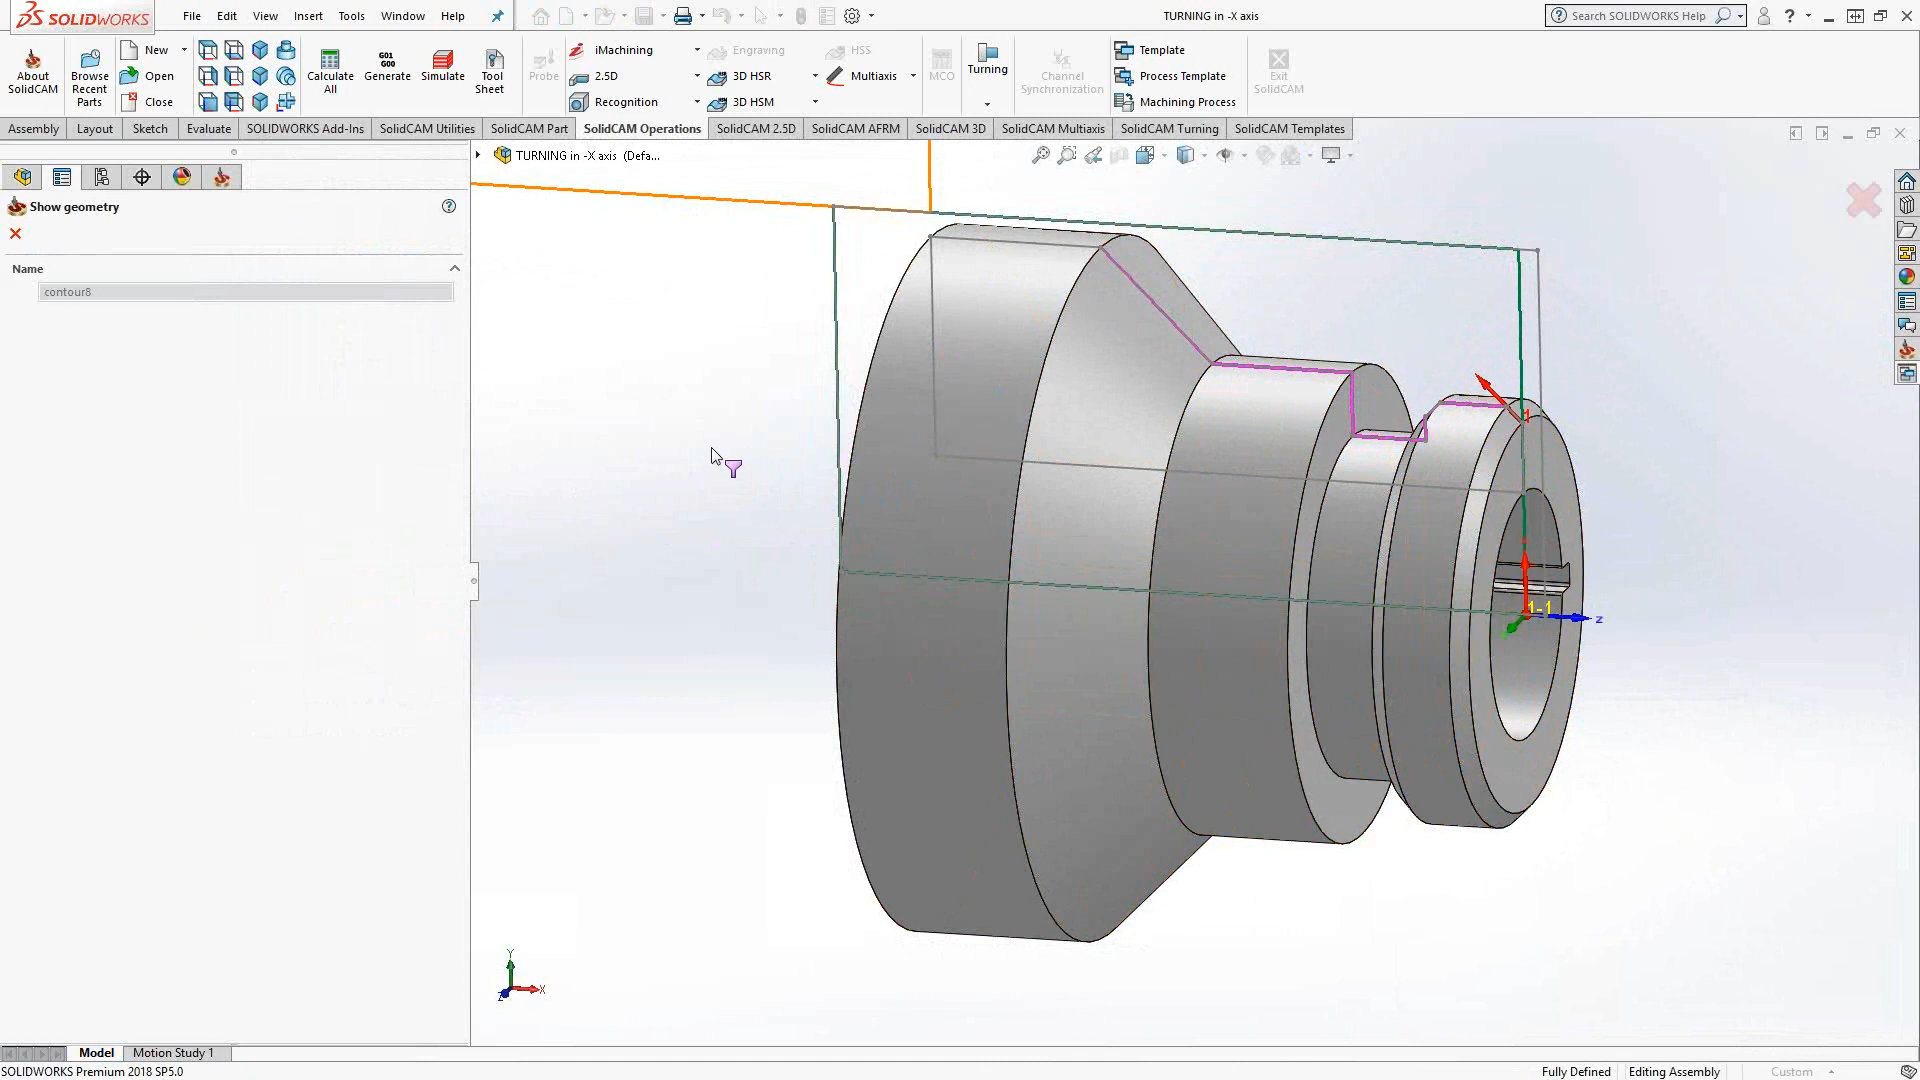 SOLIDWORKS
File Edit View Insert Tools Window Help
TURNING in -X axis
Search SOLIDWORKS Help
?
About SolidCAM
Browse Recent Parts
New
Open
Close
Calculate All
G01 G00
Generate
Simulate
Tool Sheet
Probe
iMachining
2.5D
Recognition
Engraving
3D HSR
3D HSM
HSS
Multiaxis
MCO
Turning
Channel Synchronization
Template
Process Template
Machining Process
Exit SolidCAM
Assembly Layout Sketch Evaluate SOLIDWORKS Add-Ins SolidCAM Utilities SolidCAM Part SolidCAM Operations SolidCAM 2.5D SolidCAM AFRM SolidCAM 3D SolidCAM Multiaxis SolidCAM Turning SolidCAM Templates
TURNING in -X axis (Defa...
Show geometry
?
Name
contour8
1
1-1
z
Y
X
Z
Model Motion Study 1
SOLIDWORKS Premium 2018 SP5.0
Fully Defined Editing Assembly Custom